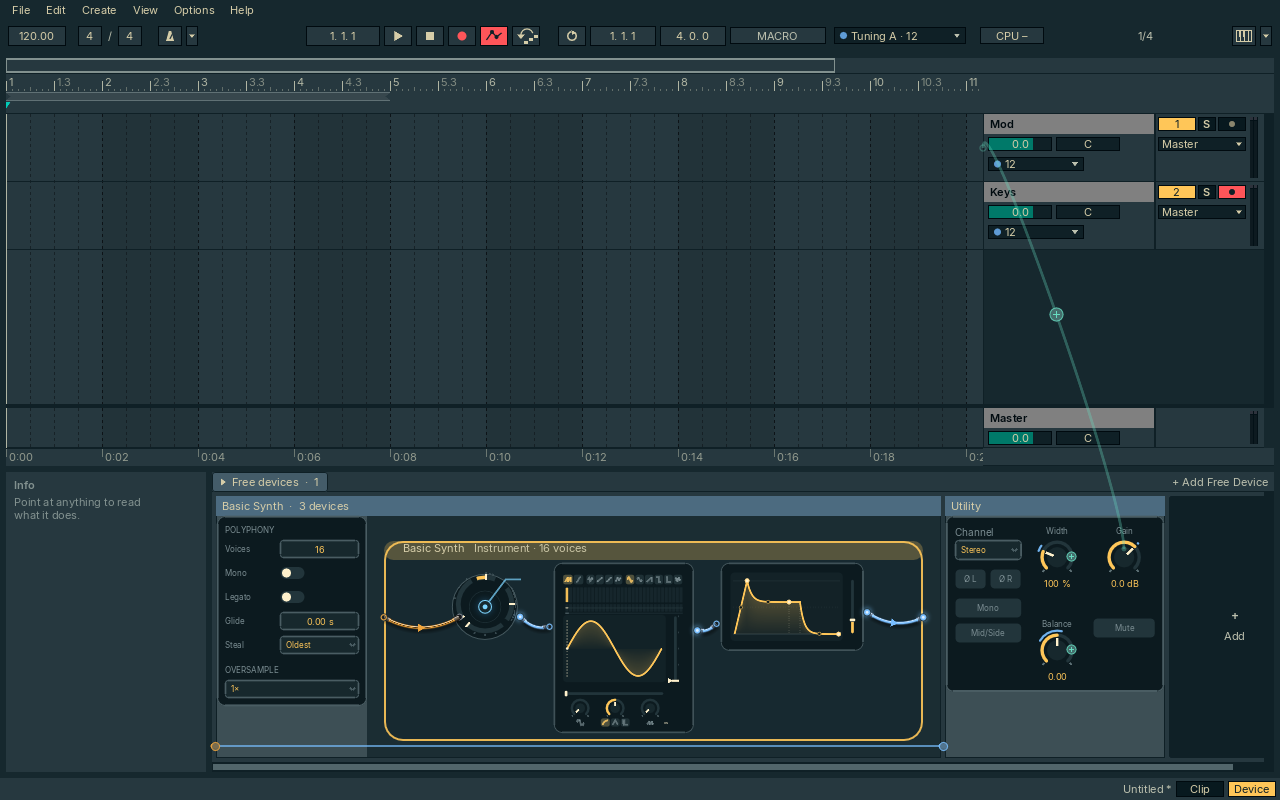 File Edit Create View Options Help
120.00 4 / 4 1. 1. 1 1. 1. 1 4. 0. 0 MACRO Tuning A · 12 CPU – 1/4
1 1.3 2 2.3 3 3.3 4 4.3 5 5.3 6 6.3 7 7.3 8 8.3 9 9.3 10 10.3 11
Mod 1 S
0.0 C Master
12
Keys 2 S
0.0 C Master
12
Master
0.0 C
0:00 0:02 0:04 0:06 0:08 0:10 0:12 0:14 0:16 0:18
Info
Point at anything to read
what it does.
Free devices · 1
+ Add Free Device
Basic Synth · 3 devices
POLYPHONY
Voices 16
Mono
Legato
Glide 0.00 s
Steal Oldest
OVERSAMPLE
1×
Basic Synth Instrument · 16 voices
Utility
Channel Width Gain
Stereo
Ø L Ø R 100 % 0.0 dB
Mono
Mid/Side Balance Mute
0.00
+
Add
Untitled * Clip Device